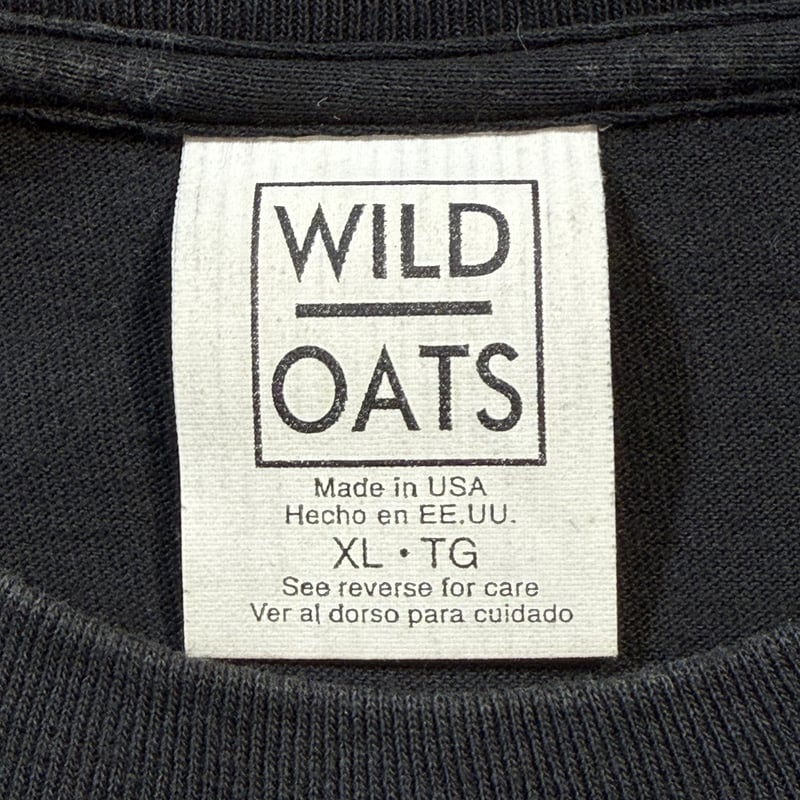 WILD
OATS
Made in USA
Hecho en EE.UU.
XL • TG
See reverse for care
Ver al dorso para cuidado